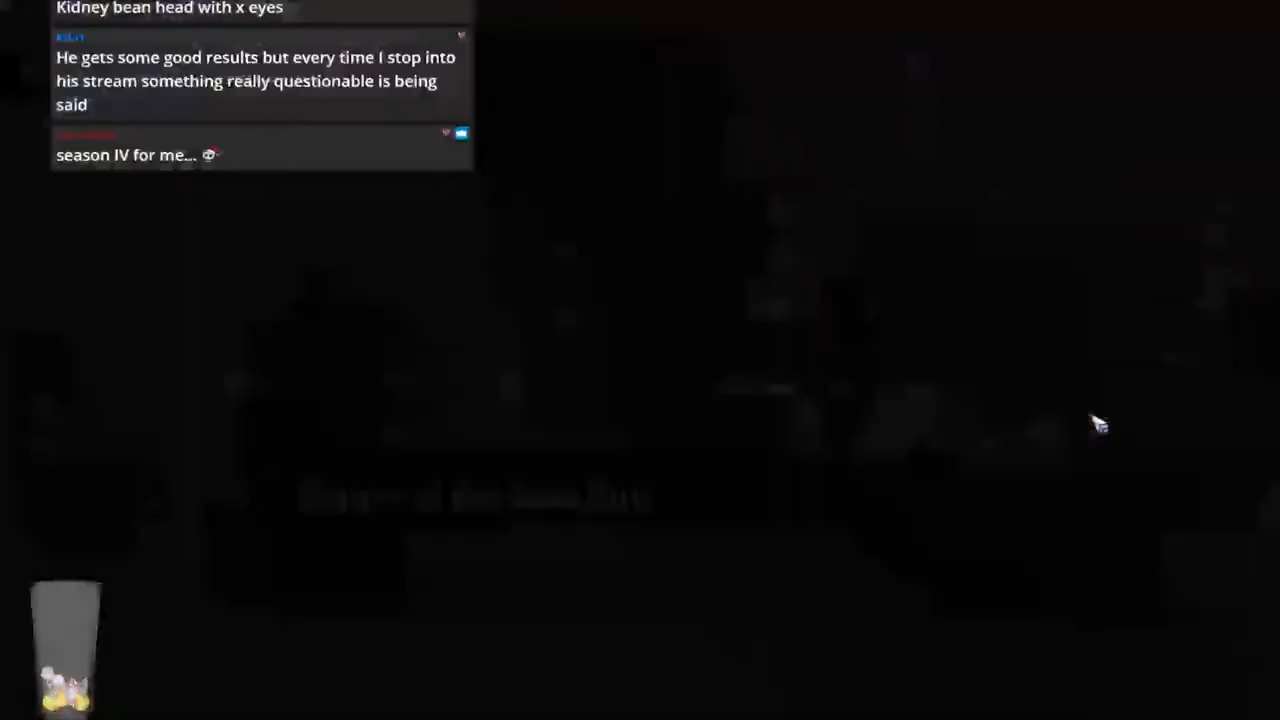 Kidney bean head with x eyes
He gets some good results but every time I stop into
his stream something really questionable is being
said
season IV for me...